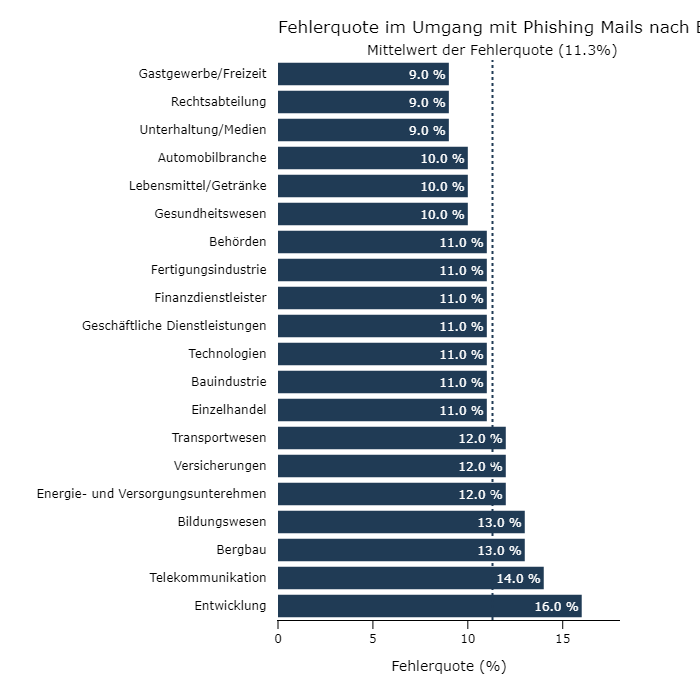 Fehlerquote im Umgang mit Phishing Mails nach
Mittelwert der Fehlerquote (11.3%)
Gastgewerbe/Freizeit 9.0 %
Rechtsabteilung 9.0 %
Unterhaltung/Medien 9.0 %
Automobilbranche 10.0 %
Lebensmittel/Getränke 10.0 %
Gesundheitswesen 10.0 %
Behörden 11.0 %
Fertigungsindustrie 11.0 %
Finanzdienstleister 11.0 %
Geschäftliche Dienstleistungen 11.0 %
Technologien 11.0 %
Bauindustrie 11.0 %
Einzelhandel 11.0 %
Transportwesen 12.0 %
Versicherungen 12.0 %
Energie- und Versorgungsunterehmen 12.0 %
Bildungswesen 13.0 %
Bergbau 13.0 %
Telekommunikation 14.0 %
Entwicklung 16.0 %
0 5 10 15
Fehlerquote (%)